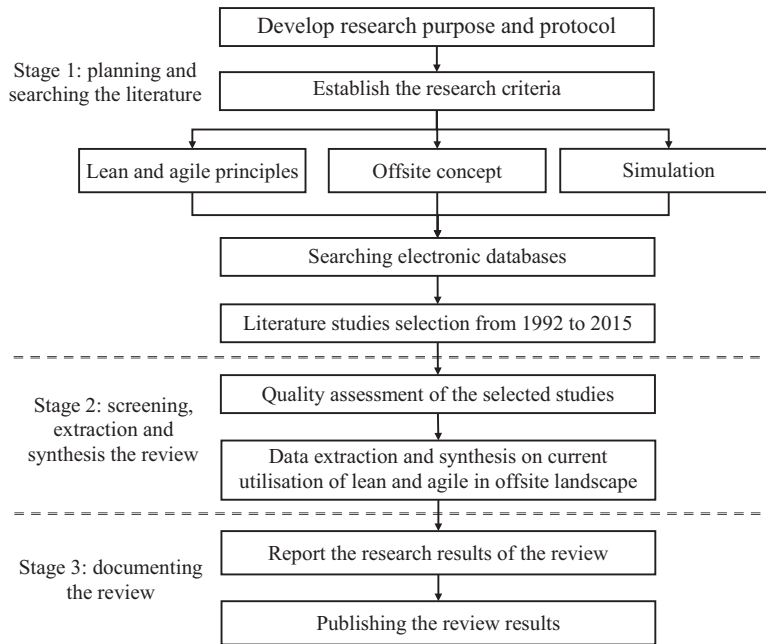 Develop research purpose and protocol
Stage 1: planning and
searching the literature
Establish the research criteria
Lean and agile principles
Offsite concept
Simulation
Searching electronic databases
Literature studies selection from 1992 to 2015
Stage 2: screening,
extraction and
synthesis the review
Quality assessment of the selected studies
Data extraction and synthesis on current
utilisation of lean and agile in offsite landscape
Stage 3: documenting
the review
Report the research results of the review
Publishing the review results